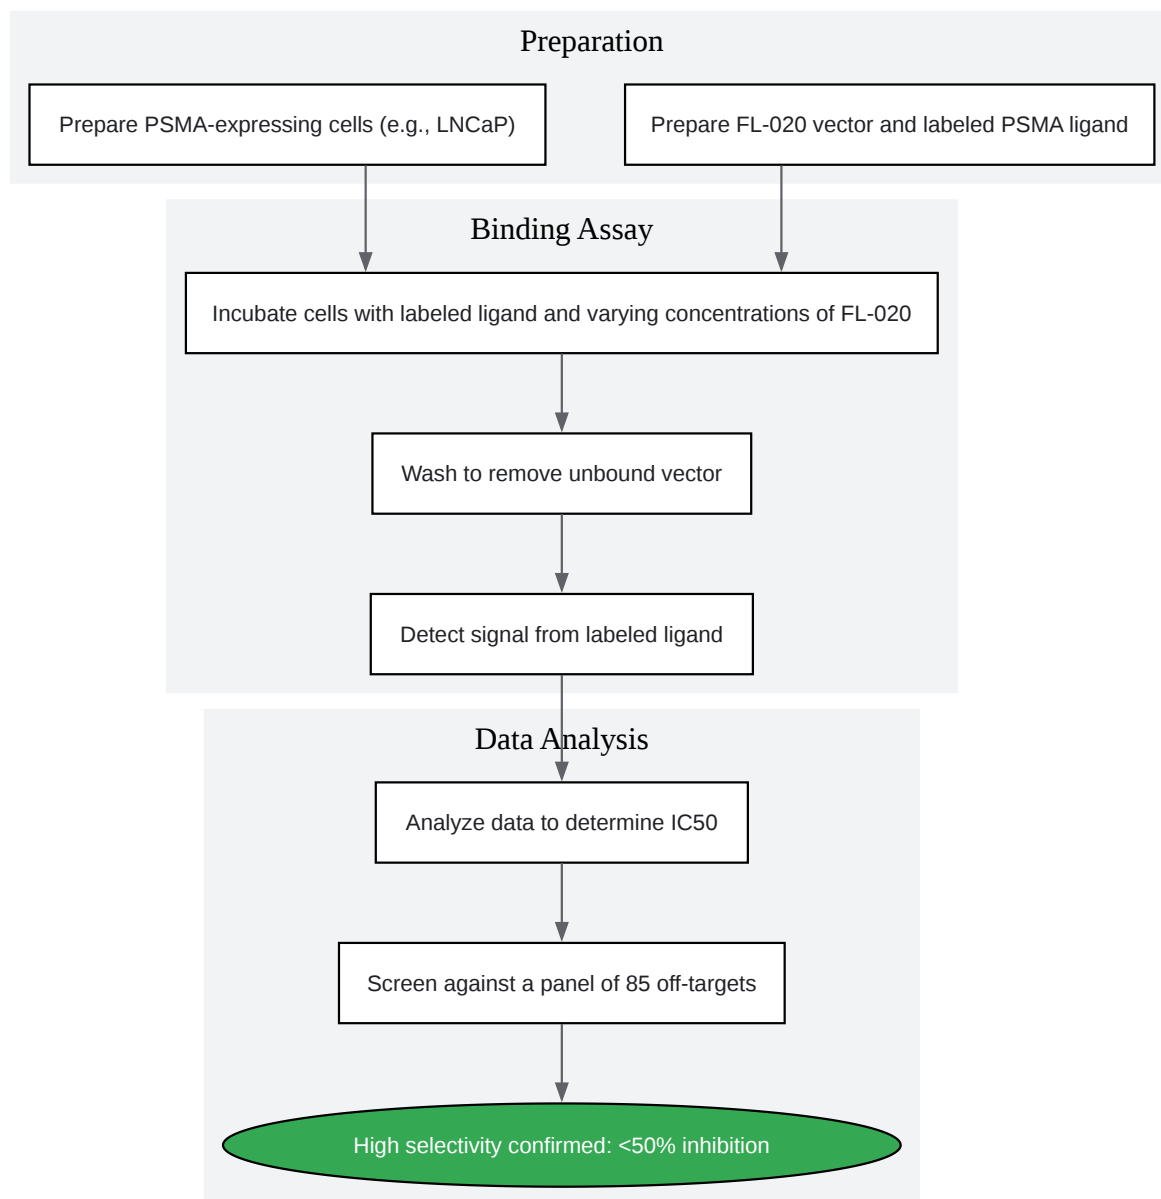 Preparation
Prepare PSMA-expressing cells (e.g., LNCaP)
Prepare FL-020 vector and labeled PSMA ligand
Binding Assay
Incubate cells with labeled ligand and varying concentrations of FL-020
Wash to remove unbound vector
Detect signal from labeled ligand
Data Analysis
Analyze data to determine IC50
Screen against a panel of 85 off-targets
High selectivity confirmed: <50% inhibition